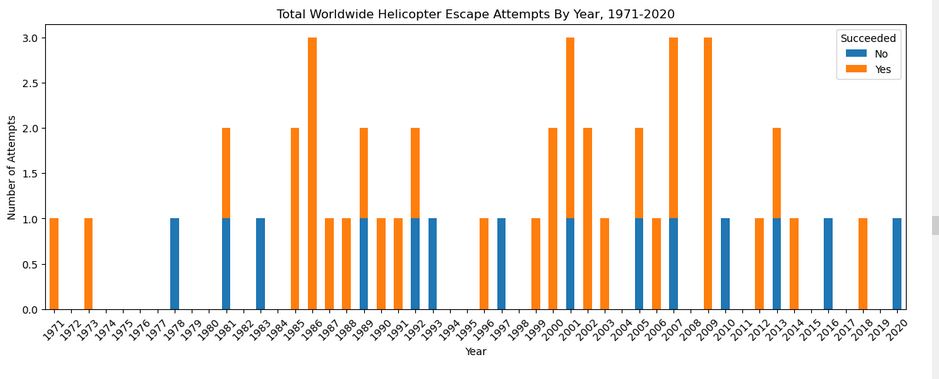 Total Worldwide Helicopter Escape Attempts By Year, 1971-2020
Succeeded
No
Yes
Number of Attempts
3.0
2.5
2.0
1.5
1.0
0.5
0.0
1971 1972 1973 1974 1975 1976 1977 1978 1979 1980 1981 1982 1983 1984 1985 1986 1987 1988 1989 1990 1991 1992 1993 1994 1995 1996 1997 1998 1999 2000 2001 2002 2003 2004 2005 2006 2007 2008 2009 2010 2011 2012 2013 2014 2015 2016 2017 2018 2019 2020
Year